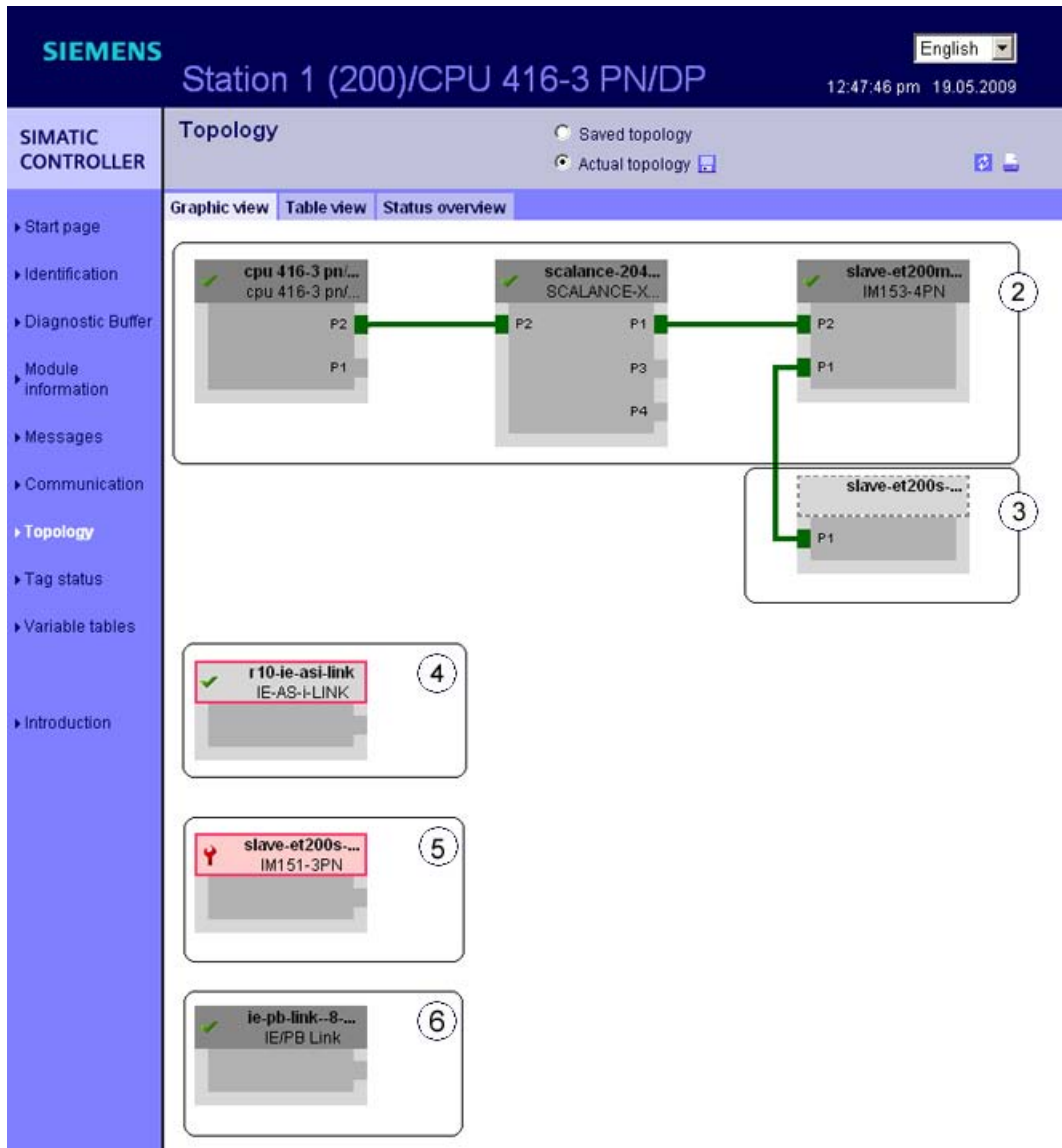 SIEMENS
Station 1 (200)/CPU 416-3 PN/DP
English
12:47:46 pm 19.05.2009
SIMATIC
CONTROLLER
Topology
Saved topology
Actual topology
Start page
Identification
Diagnostic Buffer
Module
information
Messages
Communication
Topology
Tag status
Variable tables
Introduction
Graphic view Table view Status overview
cpu 416-3 pn/...
cpu 416-3 pn/...
P2
P1
scalance-204...
SCALANCE-X...
P2 P1
P3
P4
slave-et200m...
IM153-4PN
P2
P1
2
slave-et200s-...
P1
3
r10-ie-asi-link
IE-AS-i-LINK
4
slave-et200s-...
IM151-3PN
5
ie-pb-link--8-...
IE/PB Link
6